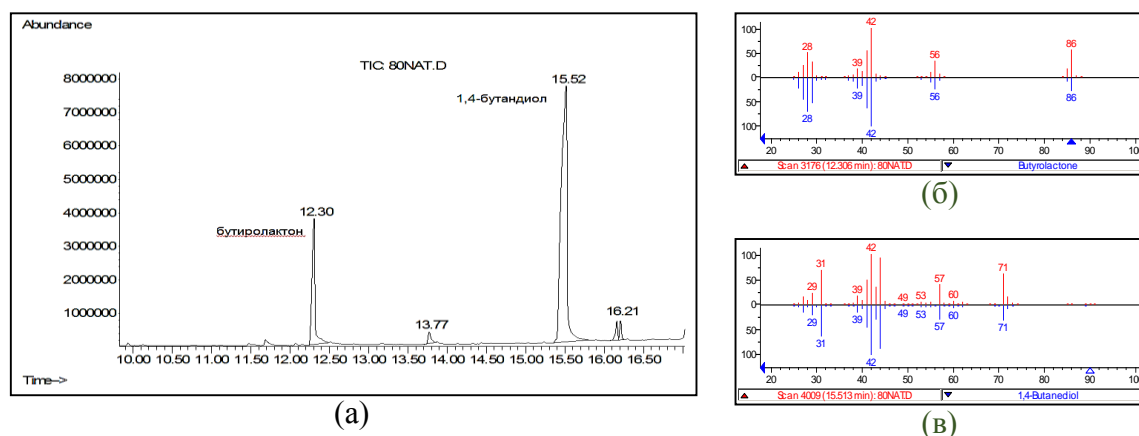 Abundance
TIC: 80NAT.D
8000000
7000000
6000000
5000000
4000000
3000000
2000000
1000000
15.52
1,4-бутандиол
12.30
бутиролактон
13.77
16.21
10.00 10.50 11.00 11.50 12.00 12.50 13.00 13.50 14.00 14.50 15.00 15.50 16.00 16.50
Time-->
(а)
100
50
0
50
100
28 39 42 56 86
28 39 42 56 86
20 30 40 50 60 70 80 90 100
Scan 3176 (12.306 min): 80NAT.D Butyrolactone
(б)
100
50
0
50
100
29 31 39 42 49 53 57 60 71
29 31 39 42 49 53 57 60 71
20 30 40 50 60 70 80 90 100
Scan 4009 (15.513 min): 80NAT.D 1,4-Butanediol
(в)